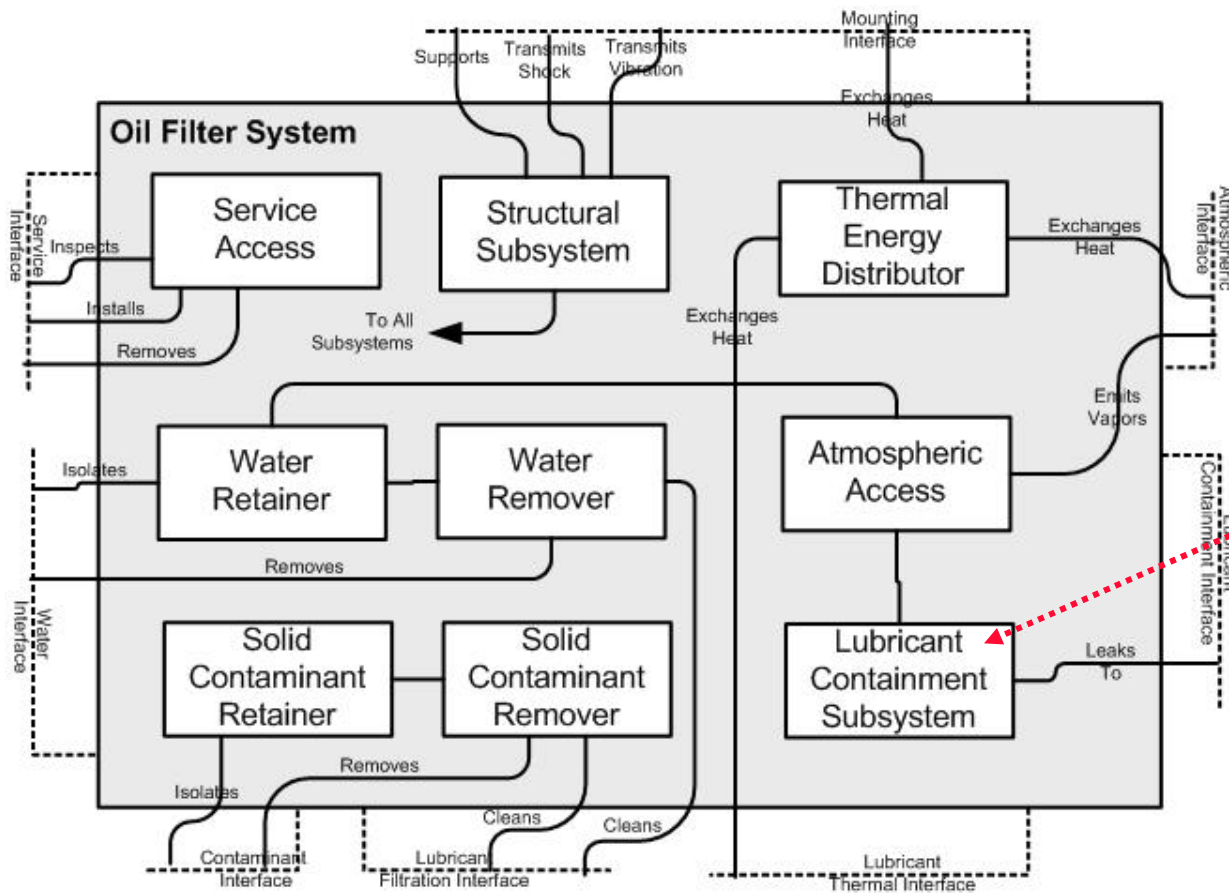 Mounting
Interface
Supports
Transmits
Shock
Transmits
Vibration
Exchanges
Heat
Oil Filter System
Service
Interface
Service
Access
Structural
Subsystem
Thermal
Energy
Distributor
Atmospheric
Interface
Inspects
Exchanges
Heat
Installs
To All
Subsystems
Exchanges
Heat
Removes
Emits
Vapors
Isolates
Water
Retainer
Water
Remover
Atmospheric
Access
Containment Interface
Removes
Water
Interface
Solid
Contaminant
Retainer
Solid
Contaminant
Remover
Lubricant
Containment
Subsystem
Leaks
To
Removes
Isolates
Cleans
Cleans
Contaminant
Interface
Lubricant
Filtration Interface
Lubricant
Thermal Interface